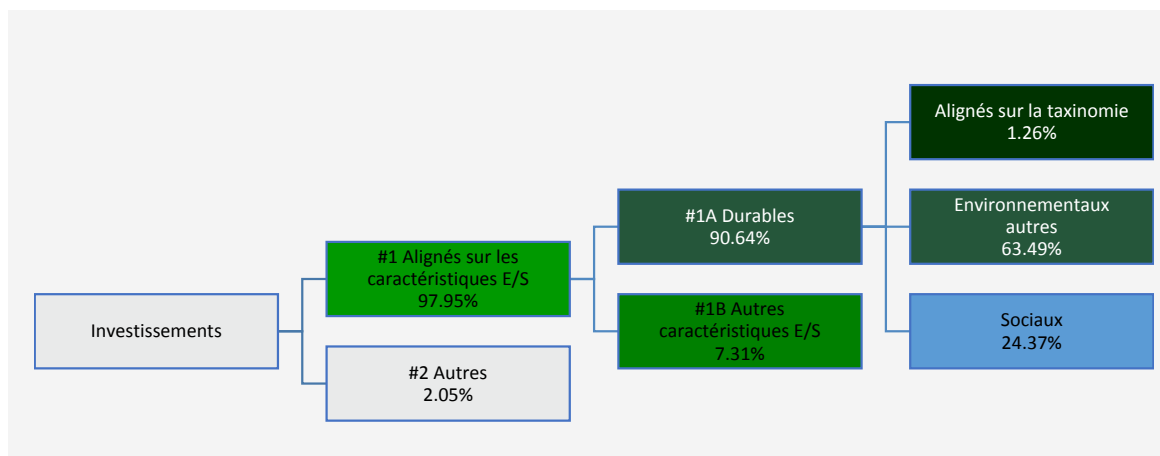 Investissements
#1 Alignés sur les
caractéristiques E/S
97.95%
#2 Autres
2.05%
#1A Durables
90.64%
#1B Autres
caractéristiques E/S
7.31%
Alignés sur la taxinomie
1.26%
Environnementaux
autres
63.49%
Sociaux
24.37%